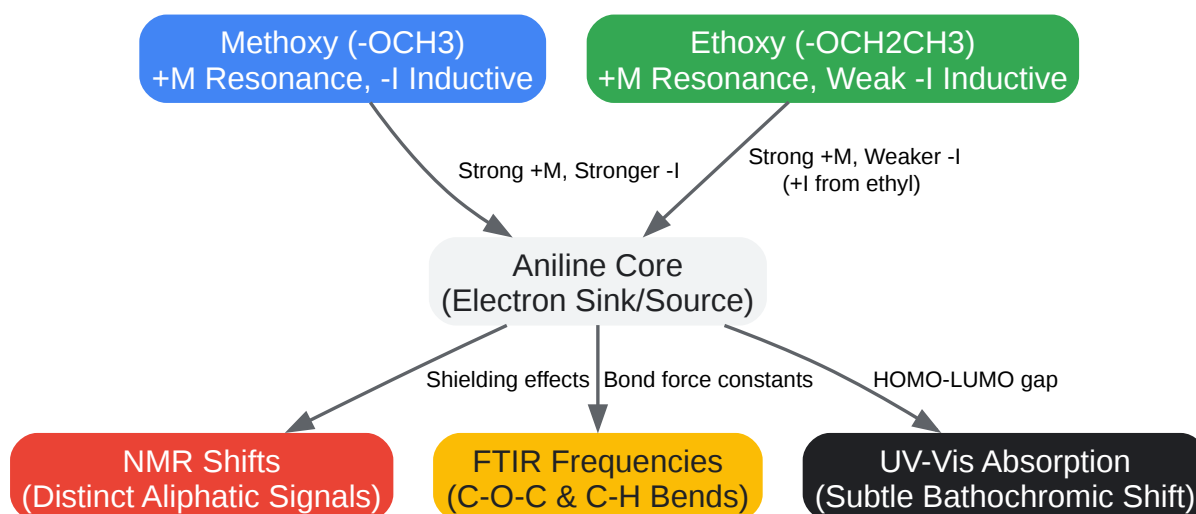 Methoxy (-OCH3)
+M Resonance, -I Inductive
Ethoxy (-OCH2CH3)
+M Resonance, Weak -I Inductive
Strong +M, Stronger -I
Strong +M, Weaker -I
(+I from ethyl)
Aniline Core
(Electron Sink/Source)
Shielding effects
Bond force constants
HOMO-LUMO gap
NMR Shifts
(Distinct Aliphatic Signals)
FTIR Frequencies
(C-O-C & C-H Bends)
UV-Vis Absorption
(Subtle Bathochromic Shift)